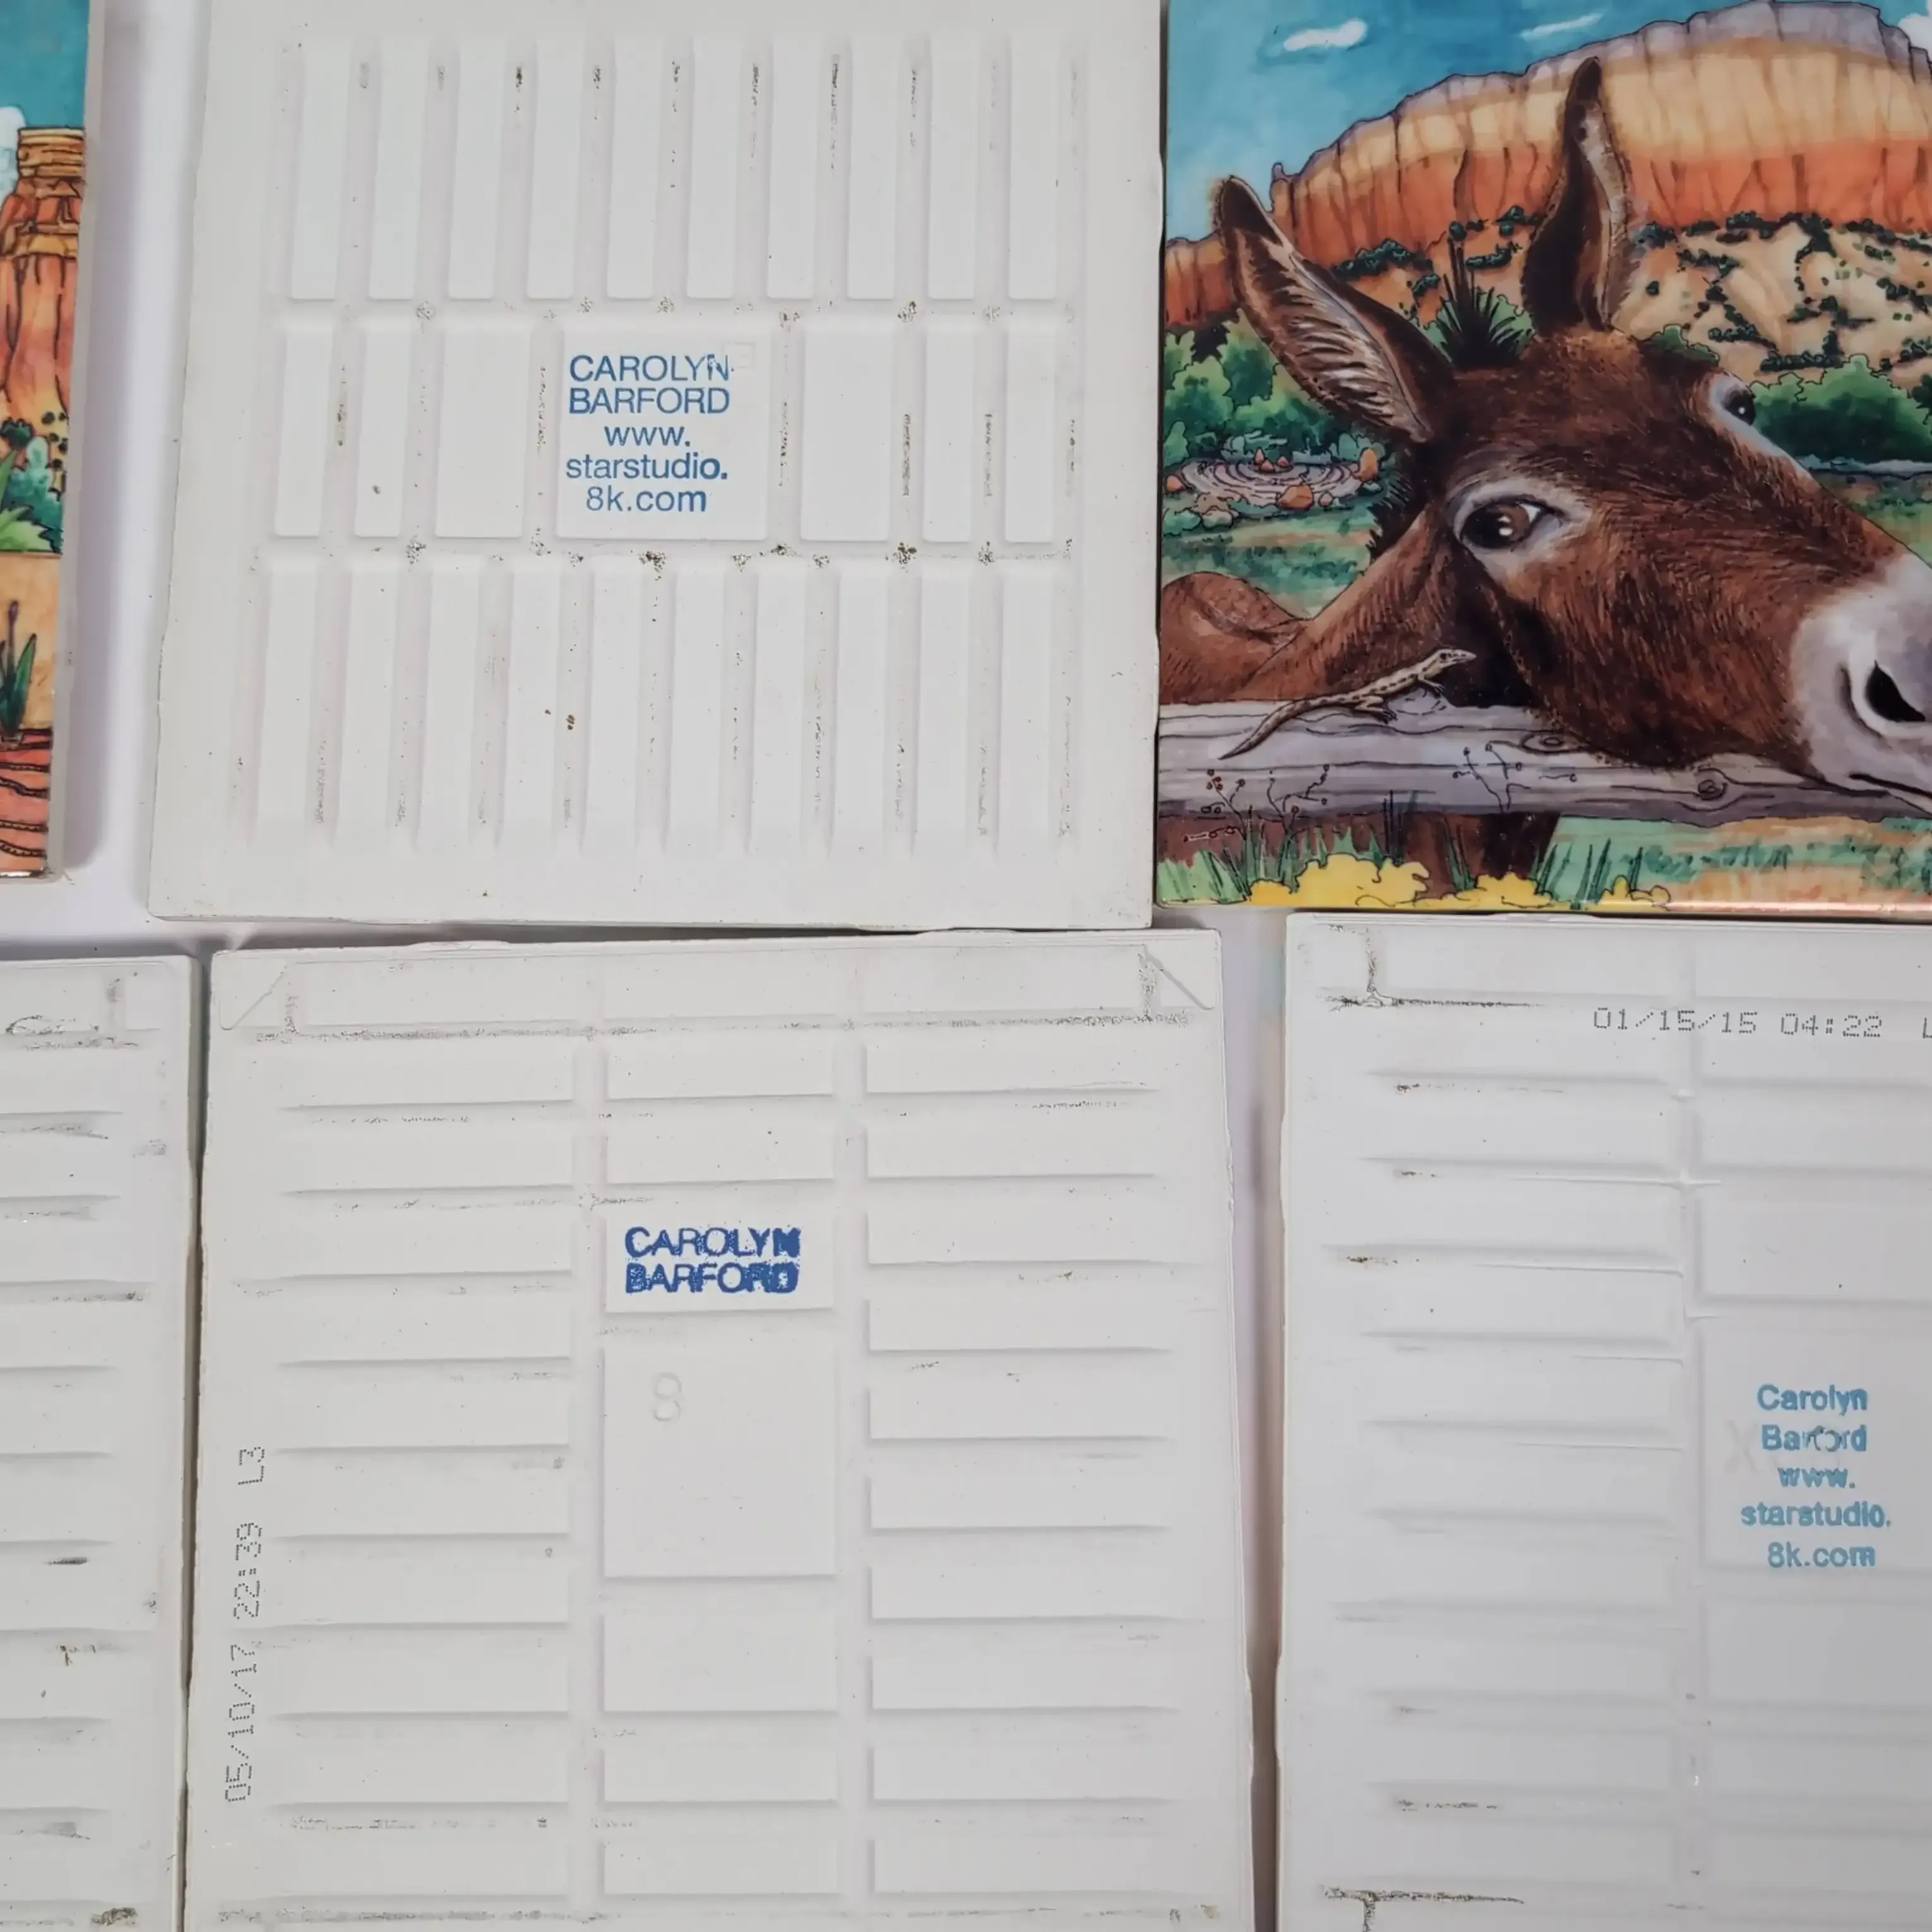 CAROLYN
BARFORD
www.
starstudio.
8k.com
CAROLYN
BARFORD
8
05/10/17 22:39 L3
01/15/15 04:22 L
Carolyn
Barford
www.
starstudio.
8k.com